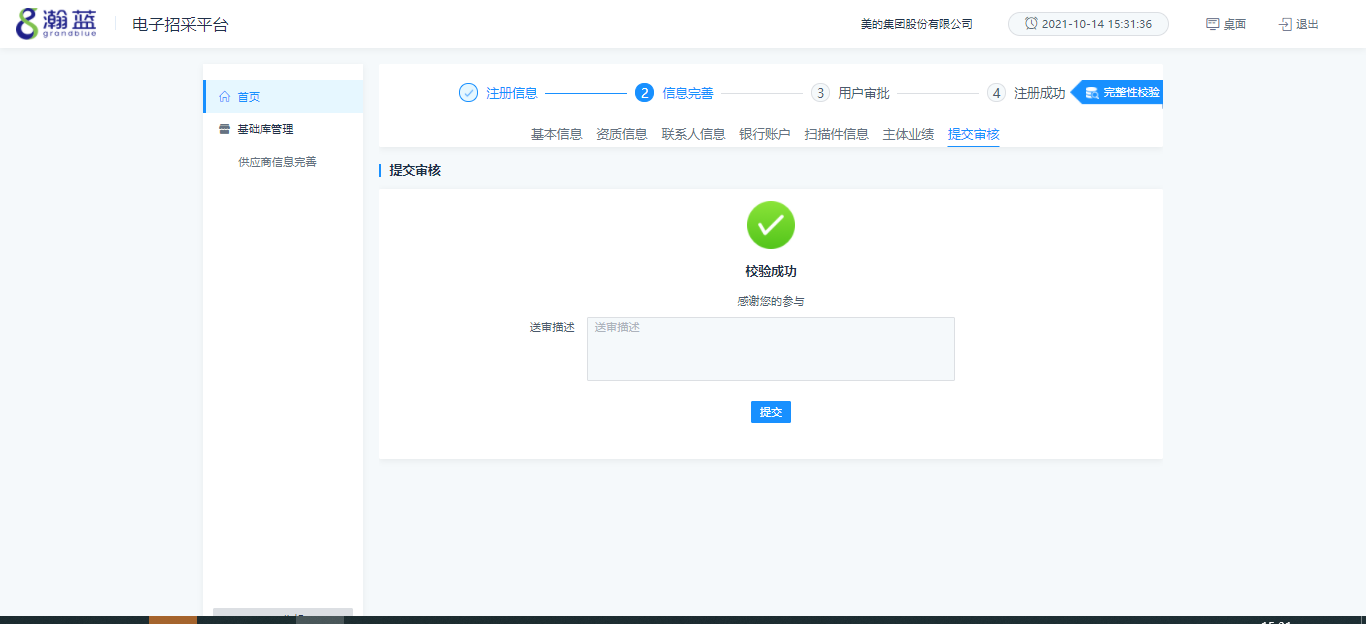 瀚蓝
grandblue
电子招采平台
美的集团股份有限公司
2021-10-14 15:31:36
桌面
退出
首页
基础库管理
供应商信息完善
注册信息
2 信息完善
3 用户审批
4 注册成功
完整性校验
基本信息 资质信息 联系人信息 银行账户 扫描件信息 主体业绩 提交审核
提交审核
校验成功
感谢您的参与
送审描述
送审描述
提交